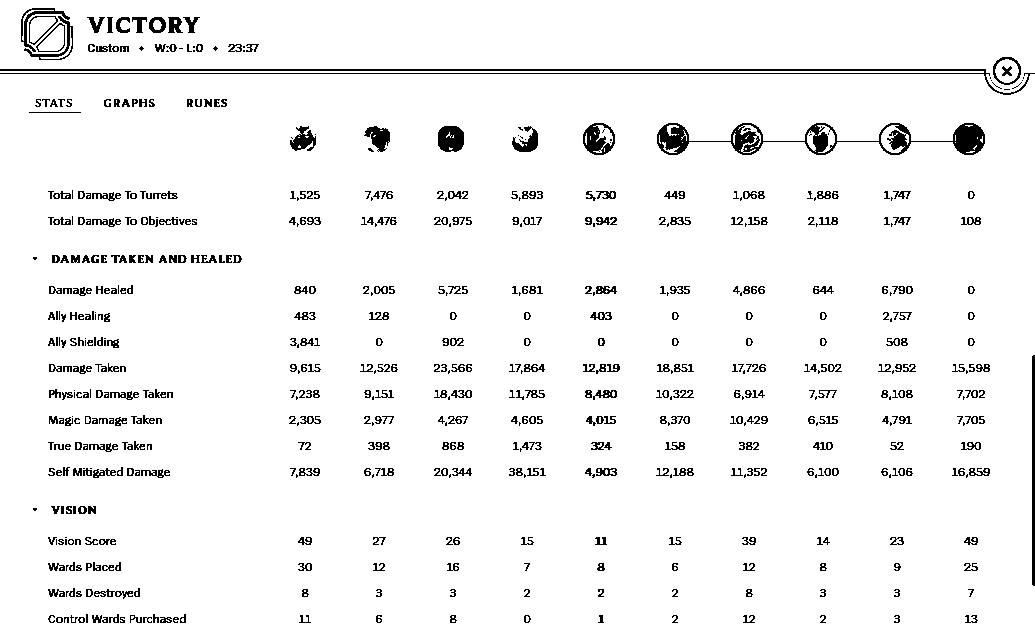 VICTORY
Custom • W:0 - L:0 • 23:37
STATS GRAPHS RUNES
Total Damage To Turrets 1,525 7,476 2,042 5,893 5,730 449 1,068 1,886 1,747 0
Total Damage To Objectives 4,693 14,476 20,975 9,017 9,942 2,835 12,158 2,118 1,747 108
DAMAGE TAKEN AND HEALED
Damage Healed 840 2,005 5,725 1,681 2,864 1,935 4,866 644 6,790 0
Ally Healing 483 128 0 0 403 0 0 0 2,757 0
Ally Shielding 3,841 0 902 0 0 0 0 0 508 0
Damage Taken 9,615 12,526 23,566 17,864 12,819 18,851 17,726 14,502 12,952 15,598
Physical Damage Taken 7,238 9,151 18,430 11,785 8,480 10,322 6,914 7,577 8,108 7,702
Magic Damage Taken 2,305 2,977 4,267 4,605 4,015 8,370 10,429 6,515 4,791 7,705
True Damage Taken 72 398 868 1,473 324 158 382 410 52 190
Self Mitigated Damage 7,839 6,718 20,344 38,151 4,903 12,188 11,352 6,100 6,106 16,859
VISION
Vision Score 49 27 26 15 11 15 39 14 23 49
Wards Placed 30 12 16 7 8 6 12 8 9 25
Wards Destroyed 8 3 3 2 2 2 8 3 3 7
Control Wards Purchased 11 6 8 0 1 2 12 2 3 13